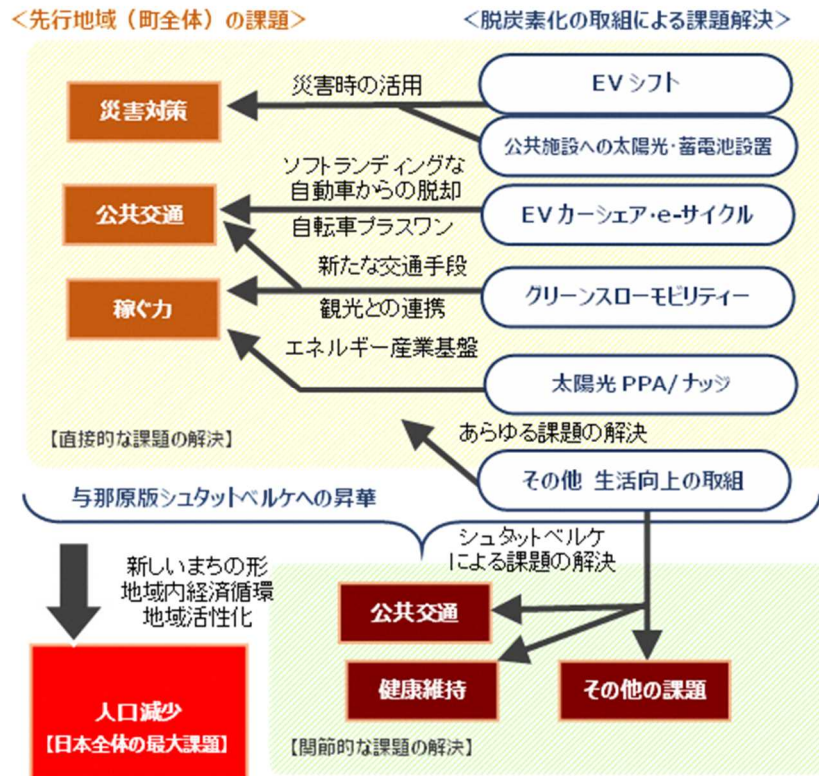 ＜先行地域（町全体）の課題＞
＜脱炭素化の取組による課題解決＞
災害対策
災害時の活用
EVシフト
公共施設への太陽光・蓄電池設置
公共交通
ソフトランディングな
自動車からの脱却
自転車プラスワン
EVカーシェア・e-サイクル
稼ぐ力
新たな交通手段
観光との連携
グリーンスローモビリティー
エネルギー産業基盤
太陽光PPA/ナッジ
【直接的な課題の解決】
あらゆる課題の解決
その他 生活向上の取組
与那原版シュタットベルケへの昇華
シュタットベルケ
による課題の解決
新しいまちの形
地域内経済循環
地域活性化
公共交通
健康維持
その他の課題
人口減少
【日本全体の最大課題】
【関節的な課題の解決】